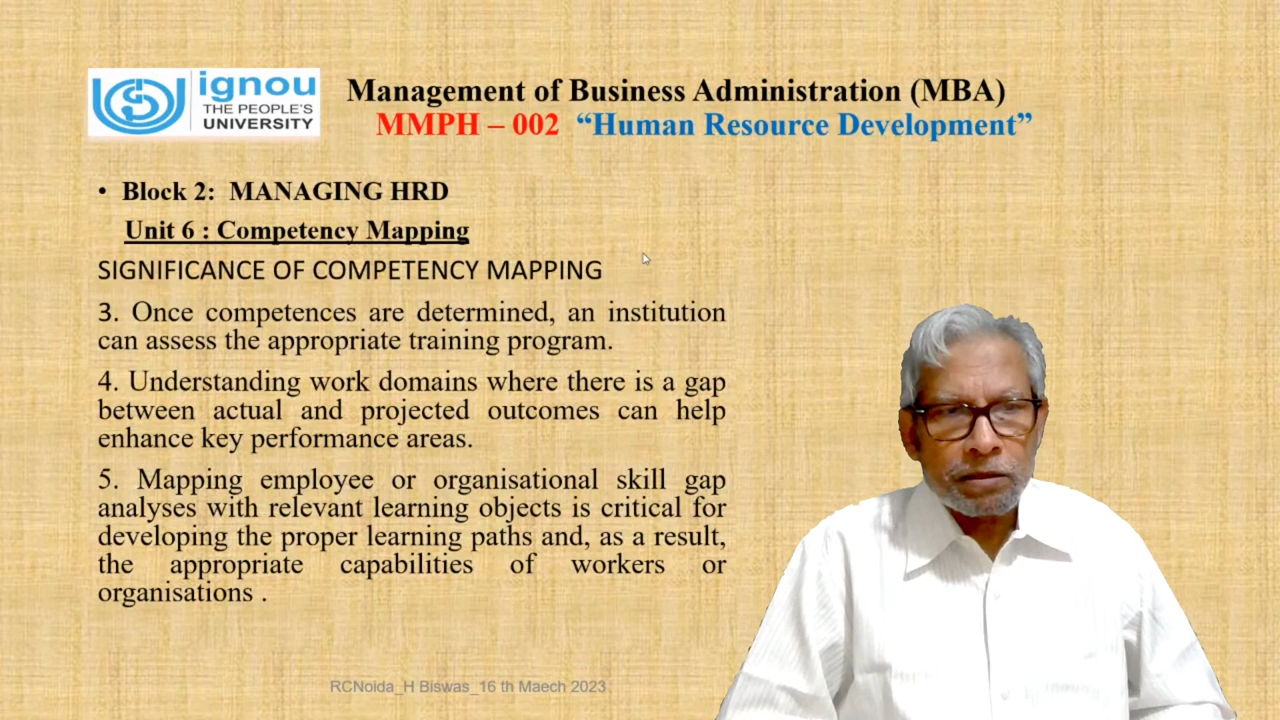 ignou
THE PEOPLE'S
UNIVERSITY
Management of Business Administration (MBA)
MMPH – 002 “Human Resource Development”
• Block 2: MANAGING HRD
Unit 6 : Competency Mapping
SIGNIFICANCE OF COMPETENCY MAPPING
3. Once competences are determined, an institution
can assess the appropriate training program.
4. Understanding work domains where there is a gap
between actual and projected outcomes can help
enhance key performance areas.
5. Mapping employee or organisational skill gap
analyses with relevant learning objects is critical for
developing the proper learning paths and, as a result,
the appropriate capabilities of workers or
organisations .
RCNoida_H Biswas_16 th Maech 2023